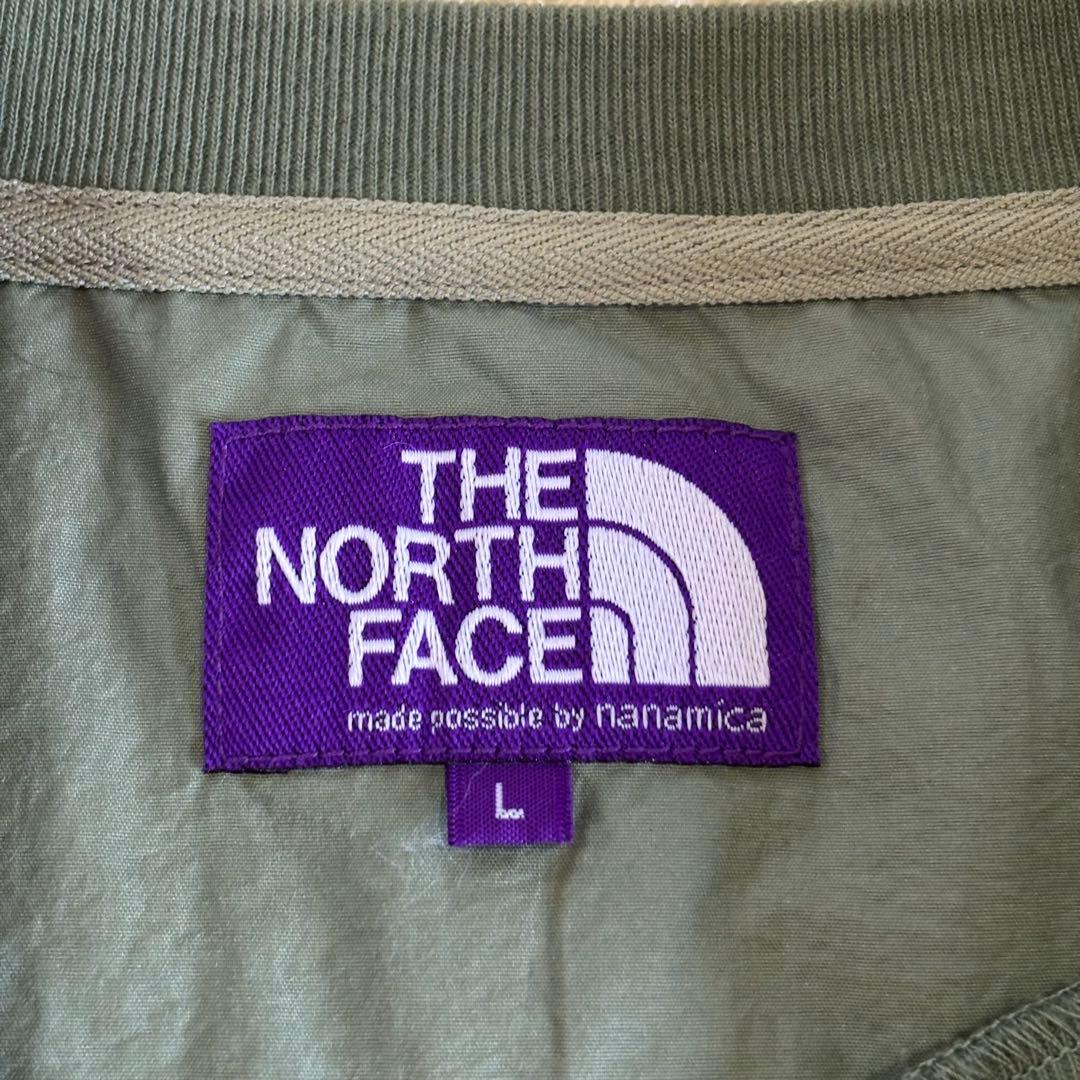 THE
NORTH
FACE
made possible by nanamica
L